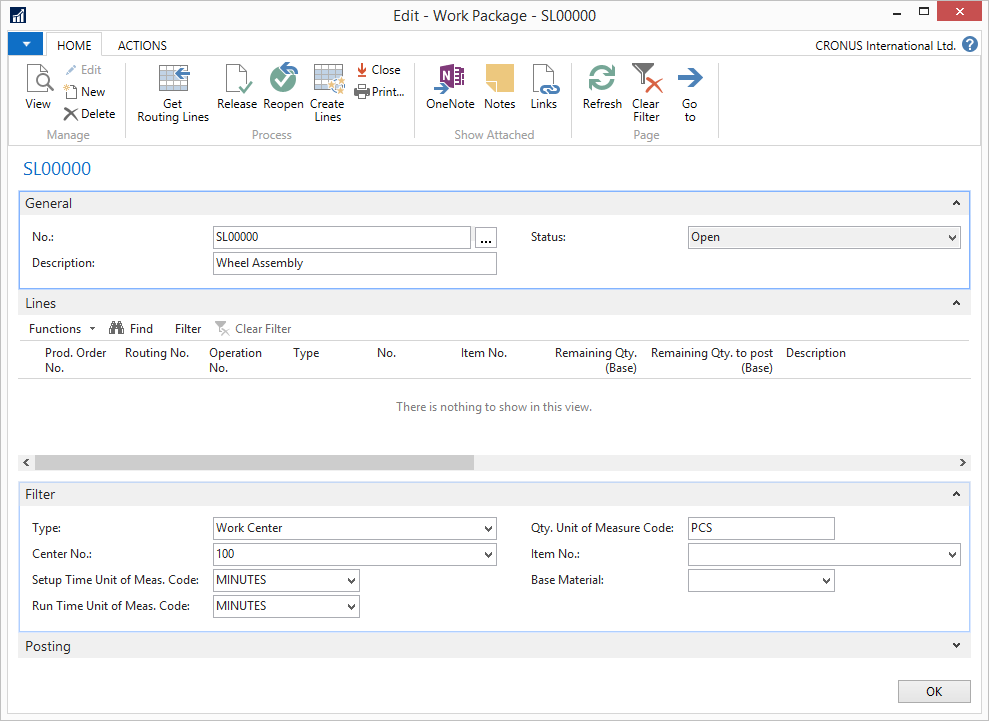 Edit - Work Package - SL00000
HOME
ACTIONS
CRONUS International Ltd.
?
View
Edit
New
Delete
Manage
Get
Routing Lines
Release
Reopen
Create
Lines
Close
Print...
Process
OneNote
Notes
Links
Show Attached
Refresh
Clear
Filter
Go
to
Page
SL00000
General
No.:
SL00000
...
Status:
Open
Description:
Wheel Assembly
Lines
Functions
Find
Filter
Clear Filter
Prod. Order
No.
Routing No.
Operation
No.
Type
No.
Item No.
Remaining Qty.
(Base)
Remaining Qty. to post
(Base)
Description
There is nothing to show in this view.
Filter
Type:
Work Center
Qty. Unit of Measure Code:
PCS
Center No.:
100
Item No.:
Setup Time Unit of Meas. Code:
MINUTES
Base Material:
Run Time Unit of Meas. Code:
MINUTES
Posting
OK